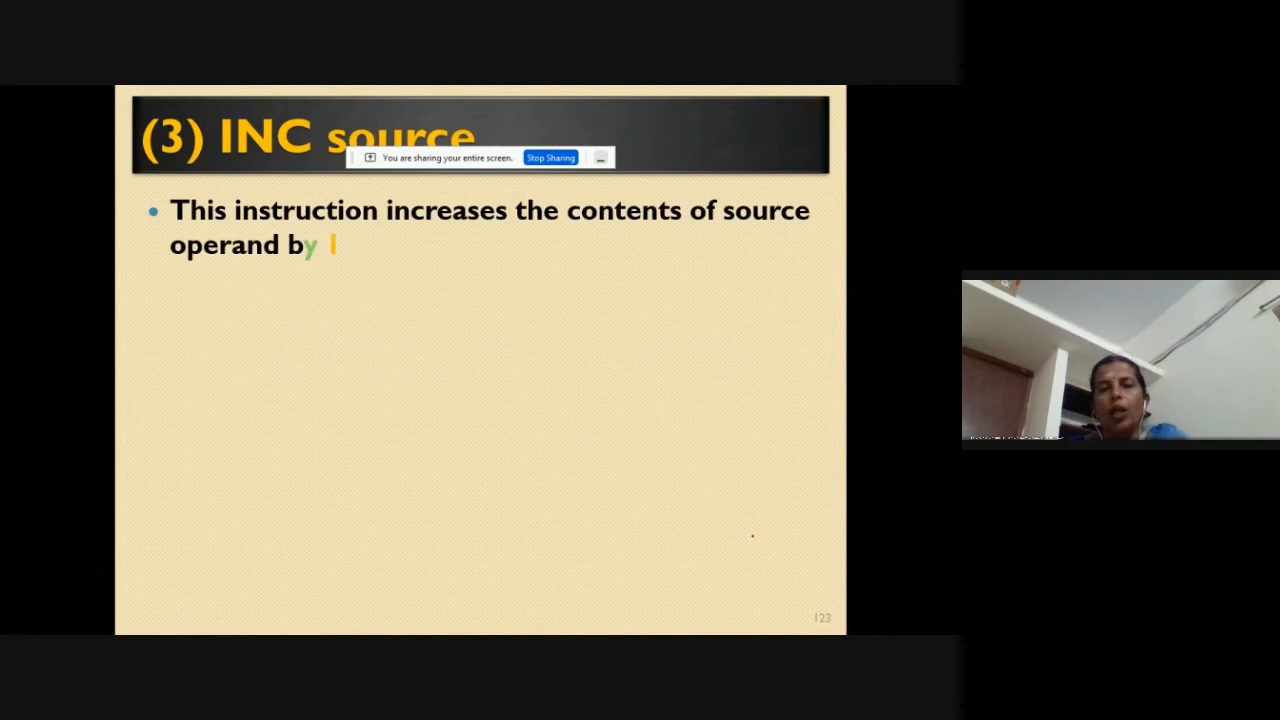 (3) INC source
You are sharing your entire screen. Stop Sharing
• This instruction increases the contents of source
operand by 1
123